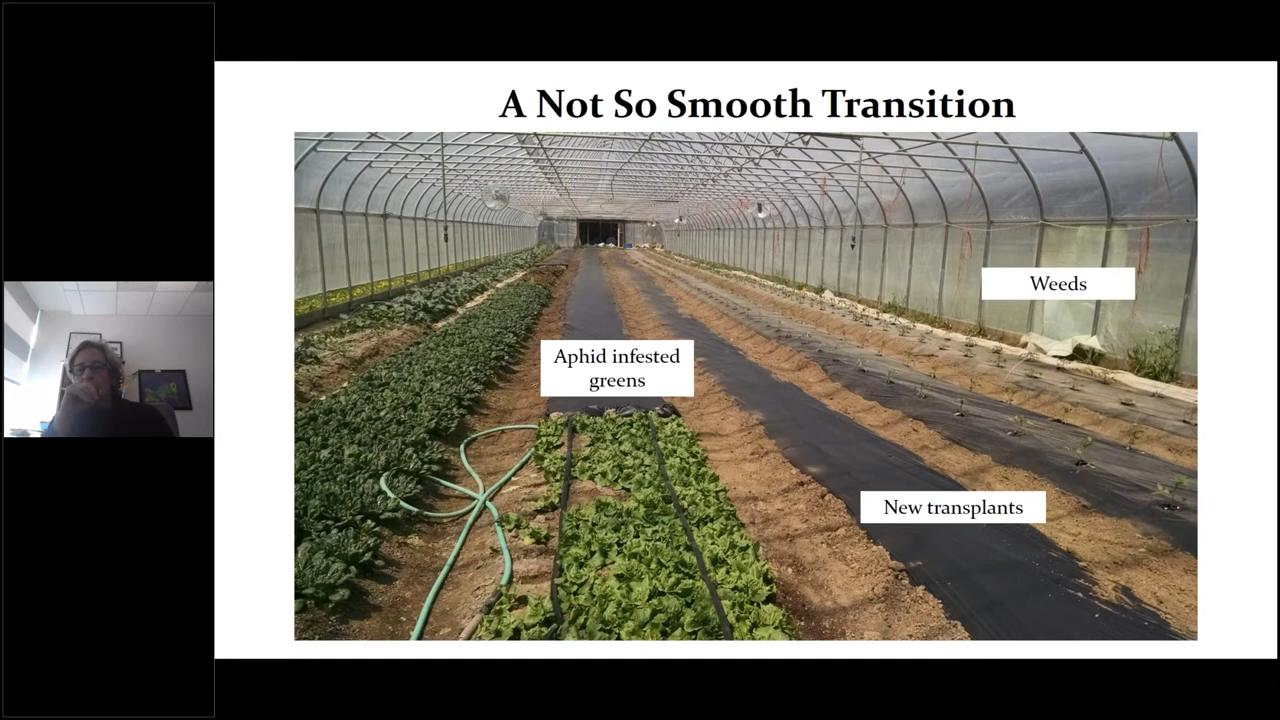 A Not So Smooth Transition
Weeds
Aphid infested
greens
New transplants